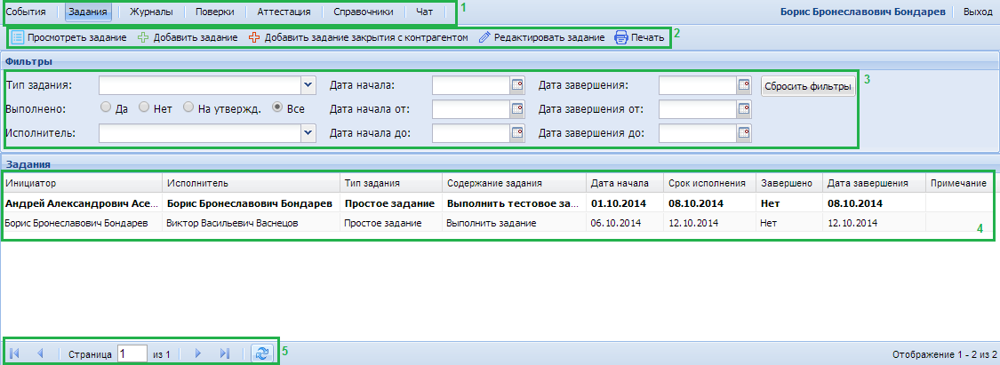 События Задания Журналы Поверки Аттестация Справочники Чат 1 Борис Брониславович Бондарев Выход
Просмотреть задание Добавить задание Добавить задание закрытия с контрагентом Редактировать задание Печать 2
Фильтры
Тип задания: Дата начала: Дата завершения: Сбросить фильтры 3
Выполнено: Да Нет На утвержд. Все Дата начала от: Дата завершения от:
Исполнитель: Дата начала до: Дата завершения до:
Задания
Инициатор Исполнитель Тип задания Содержание задания Дата начала Срок исполнения Завершено Дата завершения Примечание
Андрей Александрович Асе... Борис Бронеславович Бондарев Простое задание Выполнить тестовое за... 01.10.2014 08.10.2014 Нет 08.10.2014
Борис Бронеславович Бондарев Виктор Васильевич Васнецов Простое задание Выполнить задание 06.10.2014 12.10.2014 Нет 12.10.2014
4
Страница 1 из 1 5 Отображение 1 - 2 из 2